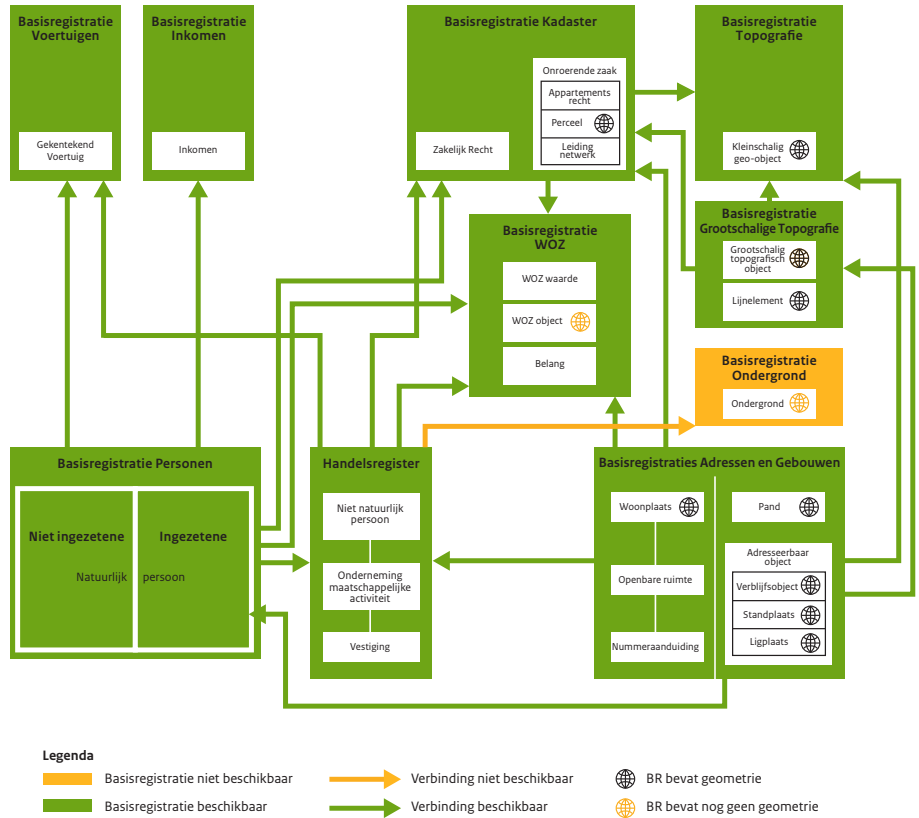 Basisregistratie
Voertuigen
Gekentekend
Voertuig
Basisregistratie
Inkomen
Inkomen
Basisregistratie Kadaster
Zakelijk Recht
Onroerende zaak
Appartements
recht
Perceel
Leiding
netwerk
Basisregistratie
Topografie
Kleinschalig
geo-object
Basisregistratie
Grootschalige Topografie
Grootschalig
topografisch
object
Lijnelement
Basisregistratie
WOZ
WOZ waarde
WOZ object
Belang
Basisregistratie
Ondergrond
Ondergrond
Basisregistratie Personen
Niet ingezetene
Ingezetene
Natuurlijk
persoon
Handelsregister
Niet natuurlijk
persoon
Onderneming
maatschappelijke
activiteit
Vestiging
Basisregistraties Adressen en Gebouwen
Woonplaats
Openbare ruimte
Nummeraanduiding
Pand
Adresseerbaar
object
Verblijfsobject
Standplaats
Ligplaats
Legenda
Basisregistratie niet beschikbaar
Verbinding niet beschikbaar
BR bevat geometrie
Basisregistratie beschikbaar
Verbinding beschikbaar
BR bevat nog geen geometrie